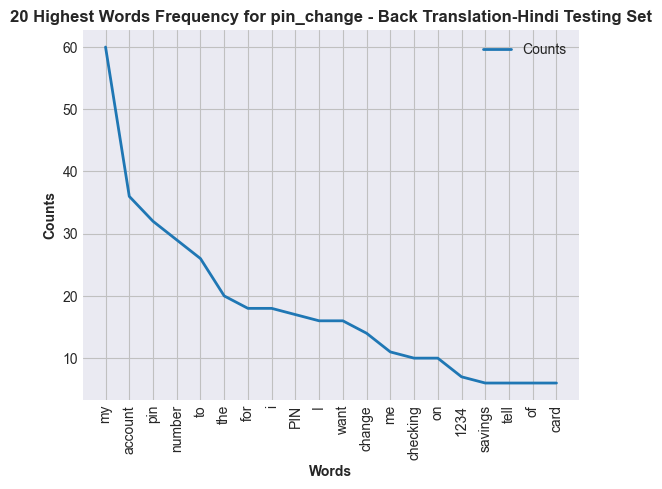 20 Highest Words Frequency for pin_change - Back Translation-Hindi Testing Set
Counts
60
50
40
30
20
10
Counts
my
account
pin
number
to
the
for
i
PIN
I
want
change
me
checking
on
1234
savings
tell
of
card
Words